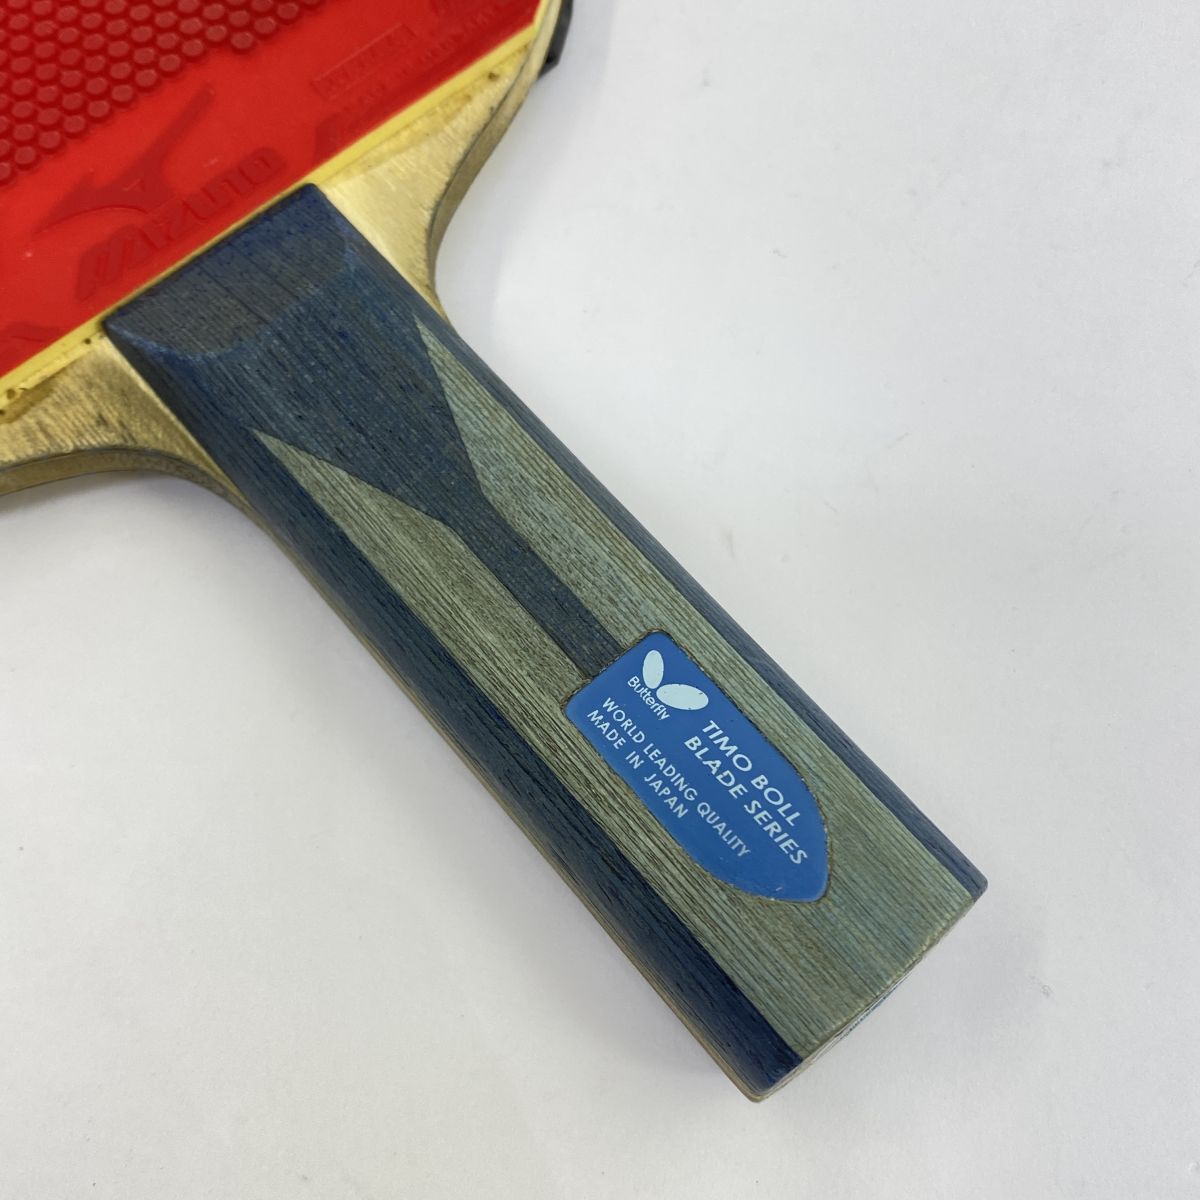 MIZUNO
Butterfly
TIMO BOLL
BLADE SERIES
WORLD LEADING QUALITY
MADE IN JAPAN